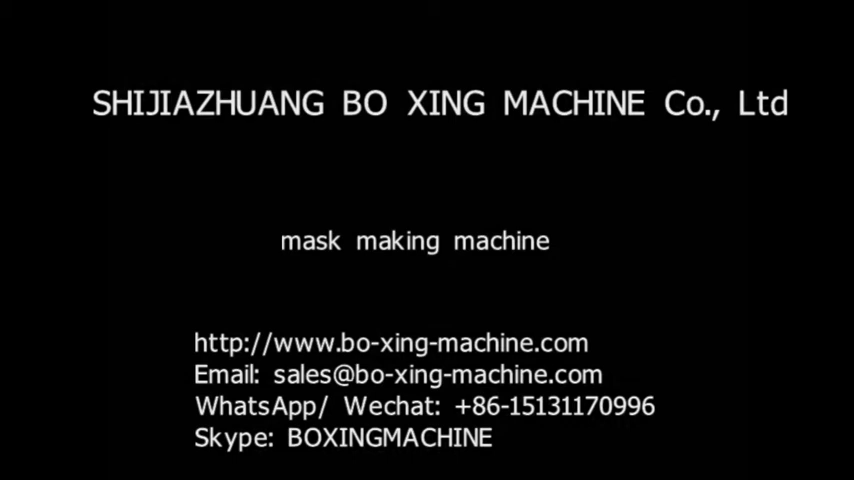 SHIJIAZHUANG BO XING MACHINE Co., Ltd
mask making machine
http://www.bo-xing-machine.com
Email: sales@bo-xing-machine.com
WhatsApp/ Wechat: +86-15131170996
Skype: BOXINGMACHINE